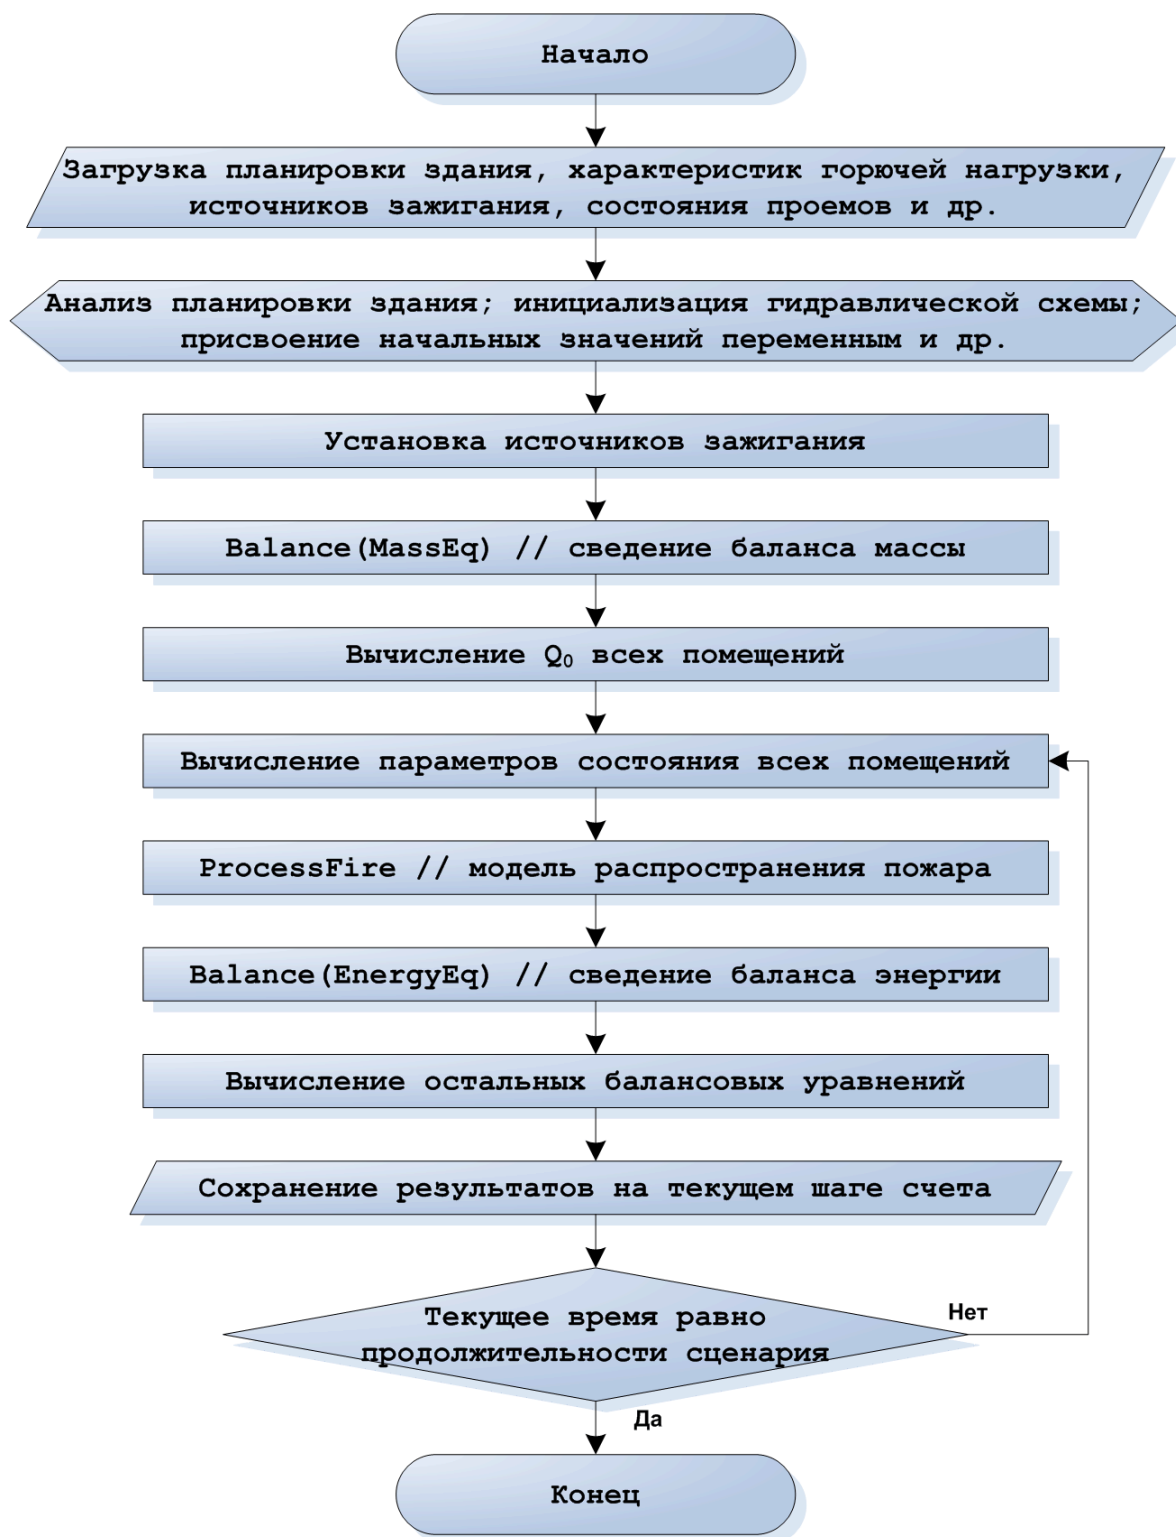 Начало
Загрузка планировки здания, характеристик горючей нагрузки,
источников зажигания, состояния проемов и др.
Анализ планировки здания; инициализация гидравлической схемы;
присвоение начальных значений переменным и др.
Установка источников зажигания
Balance(MassEq) // сведение баланса массы
Вычисление Q₀ всех помещений
Вычисление параметров состояния всех помещений
ProcessFire // модель распространения пожара
Balance(EnergyEq) // сведение баланса энергии
Вычисление остальных балансовых уравнений
Сохранение результатов на текущем шаге счета
Текущее время равно
продолжительности сценария
Нет
Да
Конец